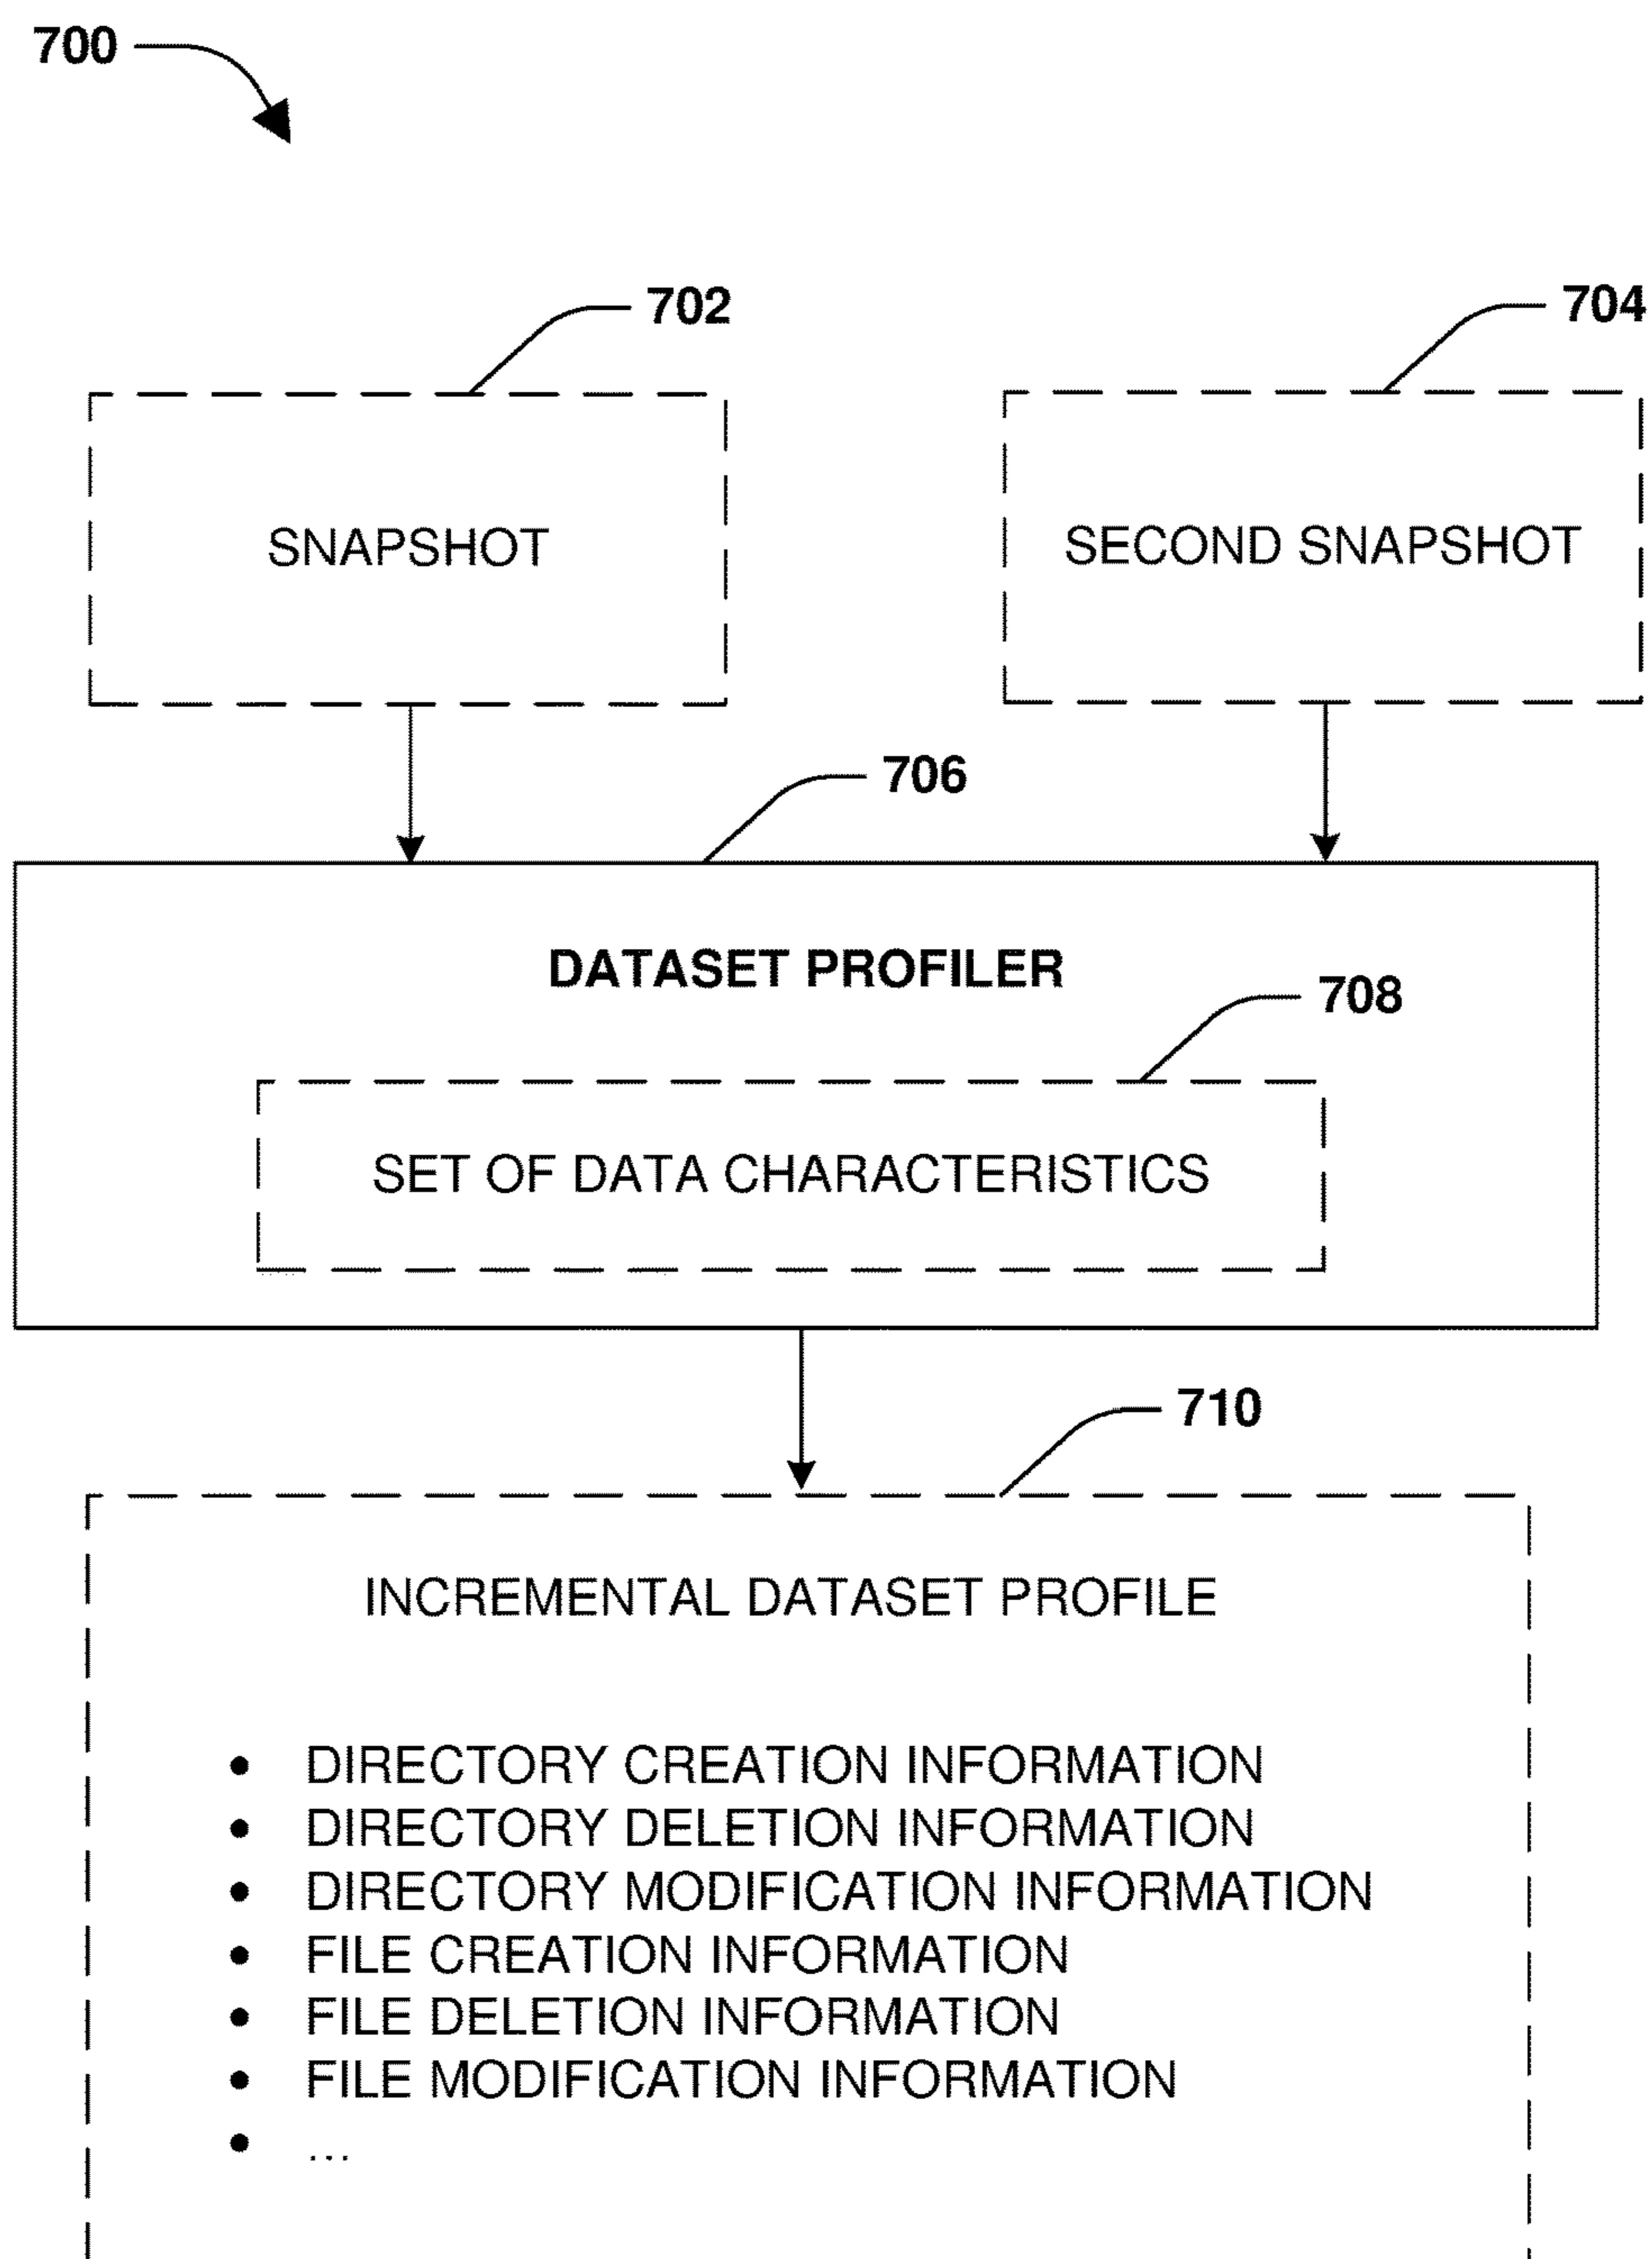 700
702
704
SNAPSHOT
SECOND SNAPSHOT
706
DATASET PROFILER
708
SET OF DATA CHARACTERISTICS
710
INCREMENTAL DATASET PROFILE
• DIRECTORY CREATION INFORMATION
• DIRECTORY DELETION INFORMATION
• DIRECTORY MODIFICATION INFORMATION
• FILE CREATION INFORMATION
• FILE DELETION INFORMATION
• FILE MODIFICATION INFORMATION
• ...